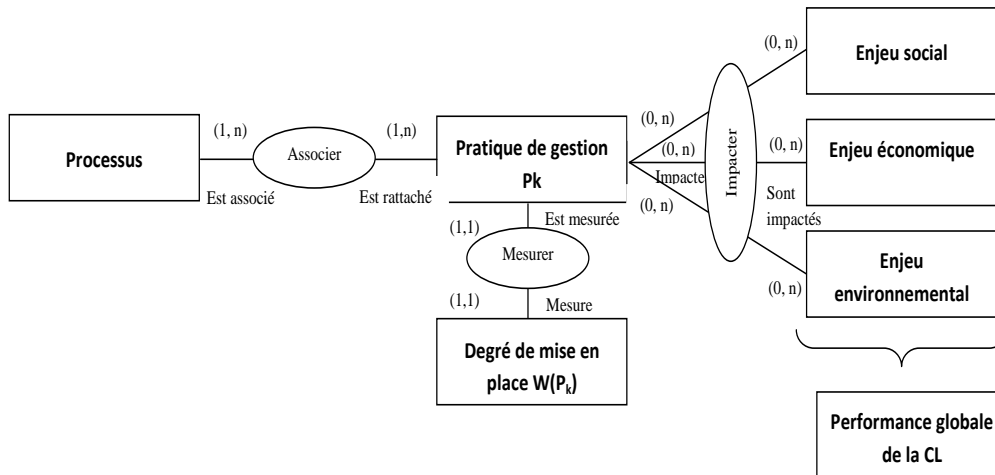 Processus
(1, n)
Associer
(1,n)
Est associé
Est rattaché
Pratique de gestion
Pk
(0, n)
(0, n)
Impacte
(0, n)
Impacter
(0, n)
Enjeu social
(0, n)
Enjeu économique
Sont
impactés
(0, n)
Enjeu
environnemental
Est mesurée
(1,1)
Mesurer
(1,1)
Mesure
Degré de mise en
place W(Pk)
Performance globale
de la CL